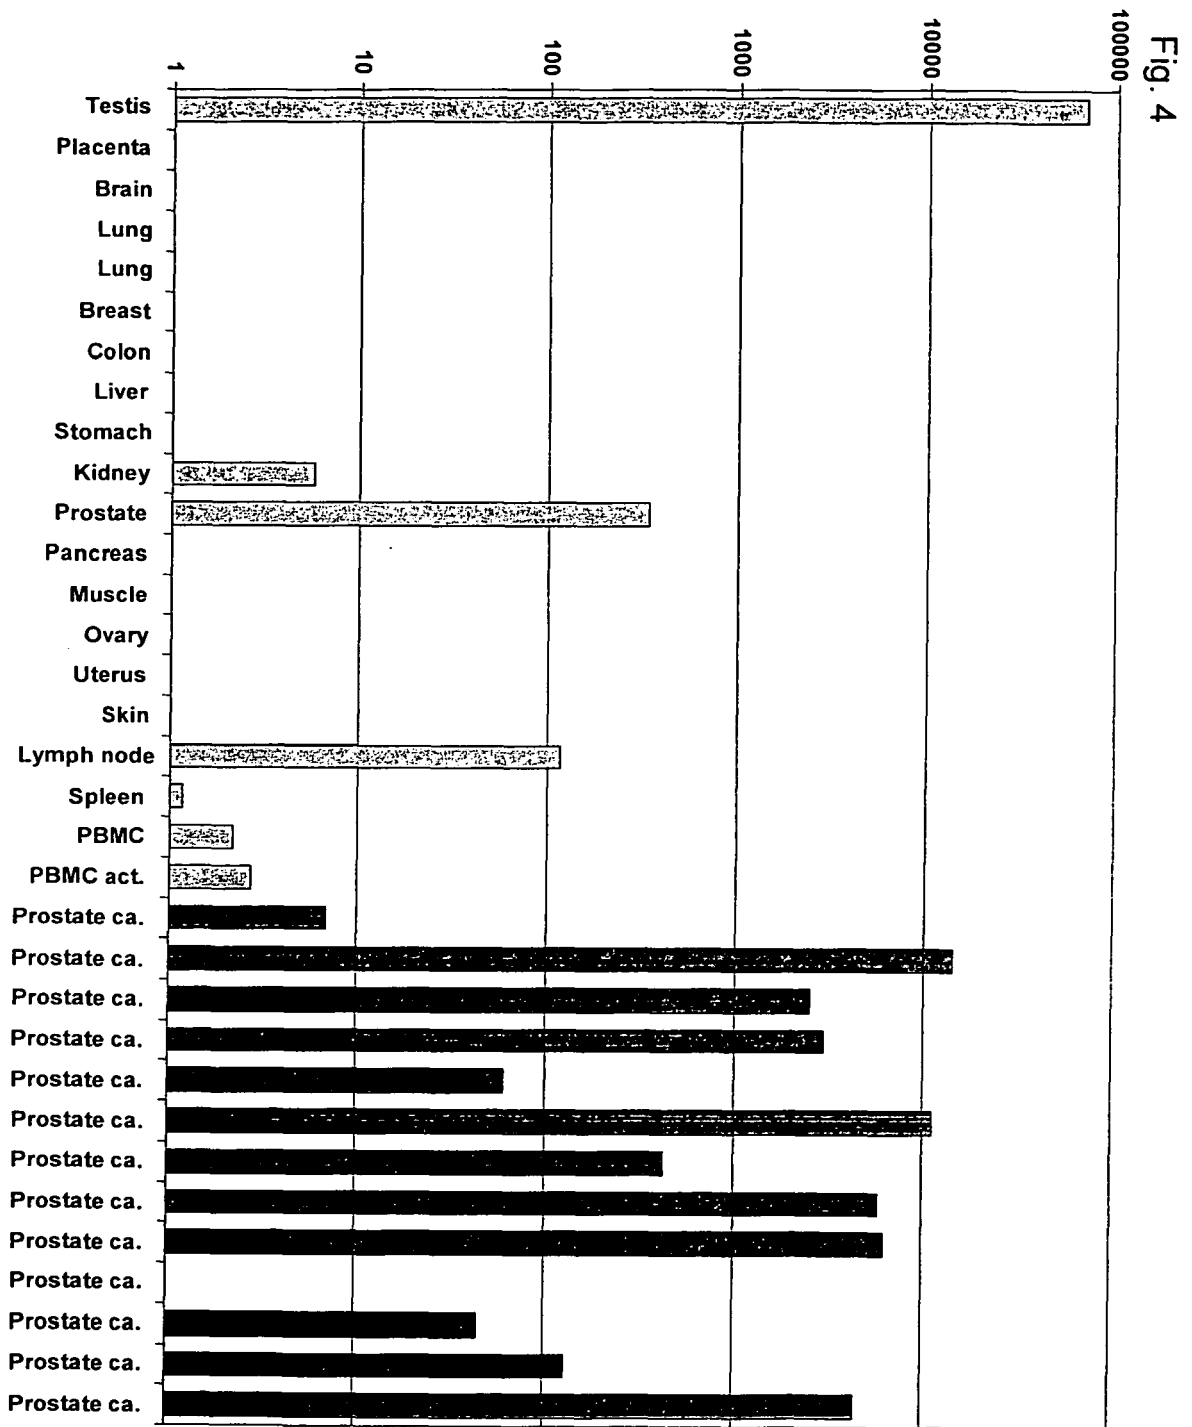 Fig. 4
100000
10000
1000
100
10
1
Testis
Placenta
Brain
Lung
Lung
Breast
Colon
Liver
Stomach
Kidney
Prostate
Pancreas
Muscle
Ovary
Uterus
Skin
Lymph node
Spleen
PBMC
PBMC act.
Prostate ca.
Prostate ca.
Prostate ca.
Prostate ca.
Prostate ca.
Prostate ca.
Prostate ca.
Prostate ca.
Prostate ca.
Prostate ca.
Prostate ca.
Prostate ca.
Prostate ca.